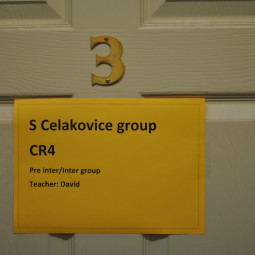 3
S Celakovice group
CR4
Pre inter/Inter group
Teacher: David